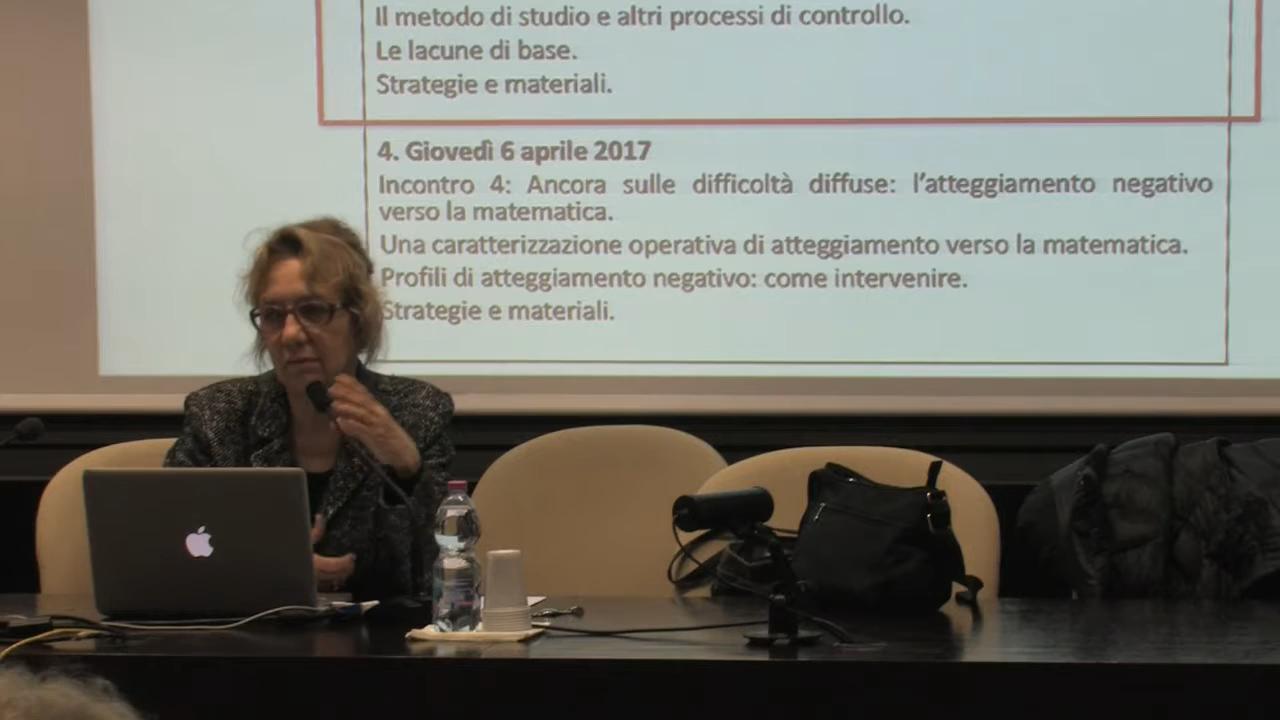 Il metodo di studio e altri processi di controllo.
Le lacune di base.
Strategie e materiali.
4. Giovedì 6 aprile 2017
Incontro 4: Ancora sulle difficoltà diffuse: l'atteggiamento negativo
verso la matematica.
Una caratterizzazione operativa di atteggiamento verso la matematica.
Profili di atteggiamento negativo: come intervenire.
Strategie e materiali.